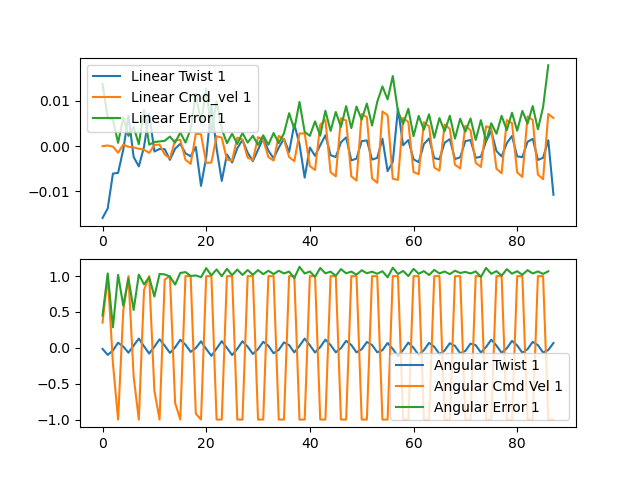 Linear Twist 1
Linear Cmd_vel 1
Linear Error 1
0.01
0.00
−0.01
0 20 40 60 80
1.0
0.5
0.0
−0.5
−1.0
Angular Twist 1
Angular Cmd Vel 1
Angular Error 1
0 20 40 60 80